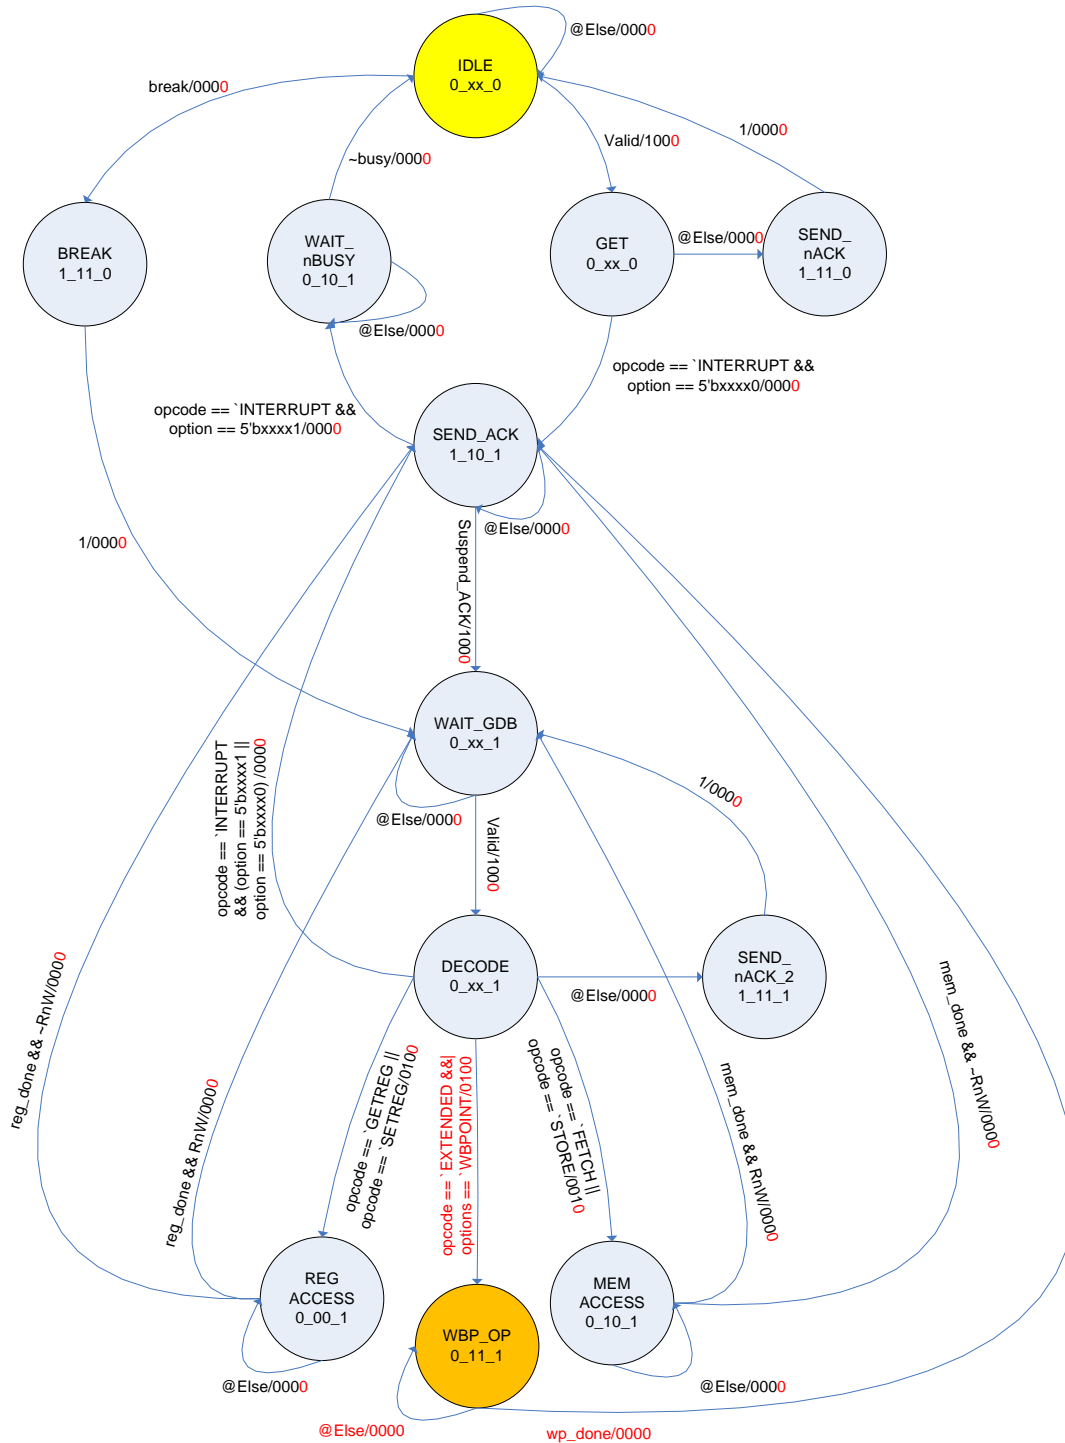 @Else/0000
IDLE
0_xx_0
break/0000
1/0000
Valid/1000
~busy/0000
BREAK
1_11_0
WAIT_
nBUSY
0_10_1
GET
0_xx_0
@Else/0000
SEND_
nACK
1_11_0
@Else/0000
opcode == `INTERRUPT &&
option == 5'bxxxx0/0000
opcode == `INTERRUPT &&
option == 5'bxxxx1/0000
SEND_ACK
1_10_1
@Else/0000
1/0000
Suspend_ACK/1000
WAIT_GDB
0_xx_1
opcode == `INTERRUPT
&& (option == 5'bxxxx1 ||
option == 5'bxxxx0) /0000
@Else/0000
1/0000
Valid/1000
DECODE
0_xx_1
@Else/0000
SEND_
nACK_2
1_11_1
reg_done && ~RnW/0000
reg_done && RnW/0000
opcode == `GETREG ||
opcode == `SETREG/0100
opcode == `EXTENDED &&|
options == `WBPOINT/0100
opcode == `FETCH ||
opcode == `STORE/0010
mem_done && RnW/0000
mem_done && ~RnW/0000
REG
ACCESS
0_00_1
MEM
ACCESS
0_10_1
WBP_OP
0_11_1
@Else/0000
@Else/0000
@Else/0000
wp_done/0000